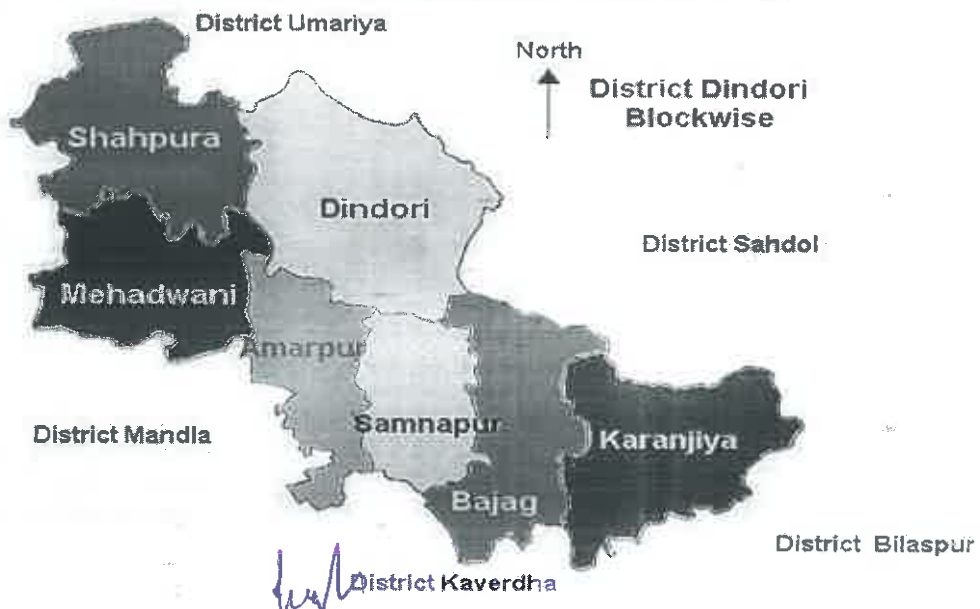 District Umariya
North
District Dindori
Blockwise
Shahpura
Dindori
District Sahdol
Mehadwani
Amarpur
District Mandla
Samnapur
Karanjiya
Bajag
District Bilaspur
District Kaverdha